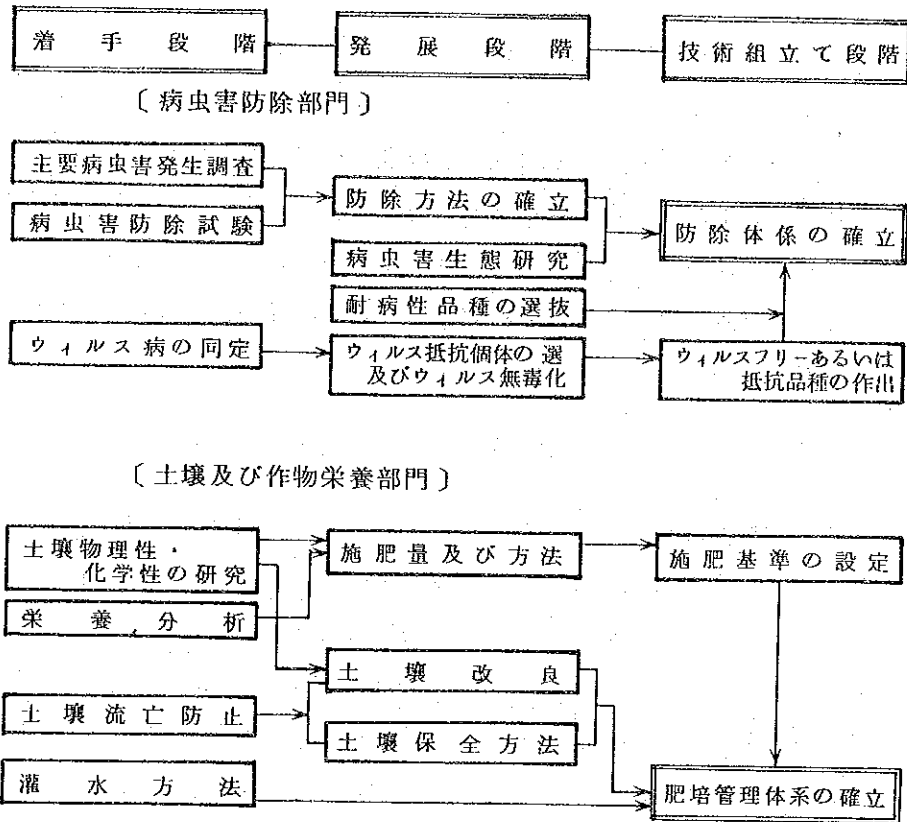 着手段階
発展段階
技術組立て段階
〔病虫害防除部門〕
主要病虫害発生調査
病虫害防除試験
防除方法の確立
病虫害生態研究
防除体係の確立
耐病性品種の選抜
ウィルス病の同定
ウィルス抵抗個体の選
及びウィルス無毒化
ウィルスフリーあるいは
抵抗品種の作出
〔土壌及び作物栄養部門〕
土壌物理性・
化学性の研究
施肥量及び方法
施肥基準の設定
栄養分析
土壌改良
土壌流亡防止
土壌保全方法
灌水方法
肥培管理体系の確立